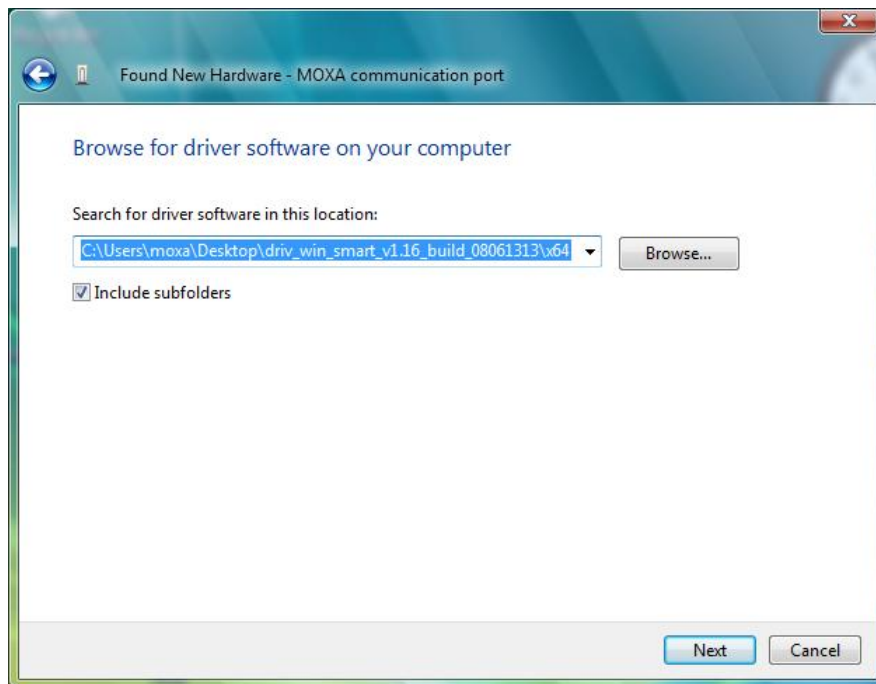 Found New Hardware - MOXA communication port
Browse for driver software on your computer
Search for driver software in this location:
C:\Users\moxa\Desktop\driv_win_smart_v1.16_build_08061313\x64
Browse...
Include subfolders
Next
Cancel